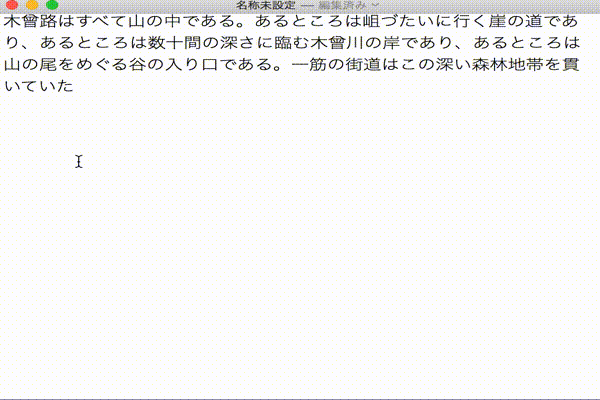 名称未設定 — 編集済み
木曾路はすべて山の中である。あるところは岨づたいに行く崖の道であ
り、あるところは数十間の深さに臨む木曾川の岸であり、あるところは
山の尾をめぐる谷の入り口である。一筋の街道はこの深い森林地帯を貫
いていた